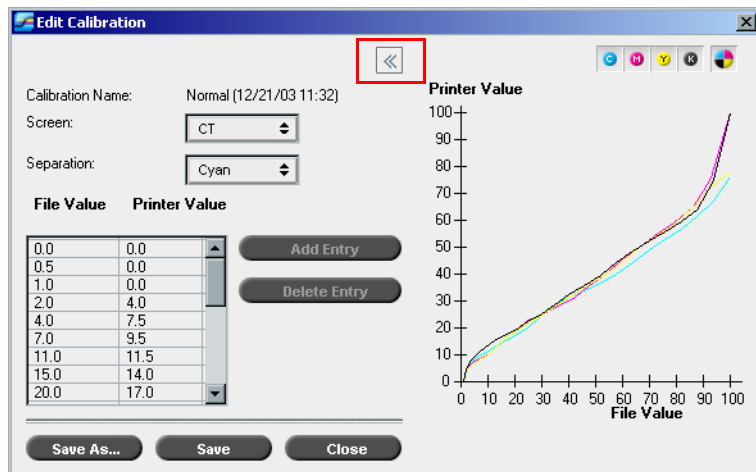 Edit Calibration
C M Y K
Calibration Name: Normal (12/21/03 11:32)
Screen: CT
Separation: Cyan
File Value Printer Value
0.0 0.0
0.5 0.0
1.0 0.0
2.0 4.0
4.0 7.5
7.0 9.5
11.0 11.5
15.0 14.0
20.0 17.0
Add Entry
Delete Entry
Save As... Save Close
Printer Value
100
90
80
70
60
50
40
30
20
10
0
0 10 20 30 40 50 60 70 80 90 100
File Value